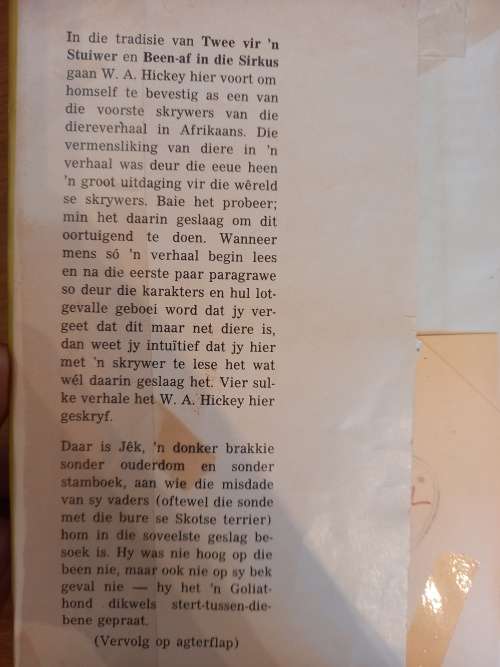 In die tradisie van Twee vir 'n
Stuiwer en Been-af in die Sirkus
gaan W. A. Hickey hier voort om
homself te bevestig as een van
die voorste skrywers van die
diereverhaal in Afrikaans. Die
vermensliking van diere in 'n
verhaal was deur die eeue heen
'n groot uitdaging vir die wêreld
se skrywers. Baie het probeer;
min het daarin geslaag om dit
oortuigend te doen. Wanneer
mens só 'n verhaal begin lees
en na die eerste paar paragrawe
so deur die karakters en hul lot-
gevalle geboei word dat jy ver-
geet dat dit maar net diere is,
dan weet jy intuïtief dat jy hier
met 'n skrywer te lese het wat
wél daarin geslaag het. Vier sul-
ke verhale het W. A. Hickey hier
geskryf.
Daar is Jêk, 'n donker brakkie
sonder ouderdom en sonder
stamboek, aan wie die misdade
van sy vaders (oftewel die sonde
met die bure se Skotse terrier)
hom in die soveelste geslag be-
soek is. Hy was nie hoog op die
been nie, maar ook nie op sy bek
geval nie — hy het 'n Goliat-
hond dikwels stert-tussen-die-
bene gepraat.
(Vervolg op agterflap)